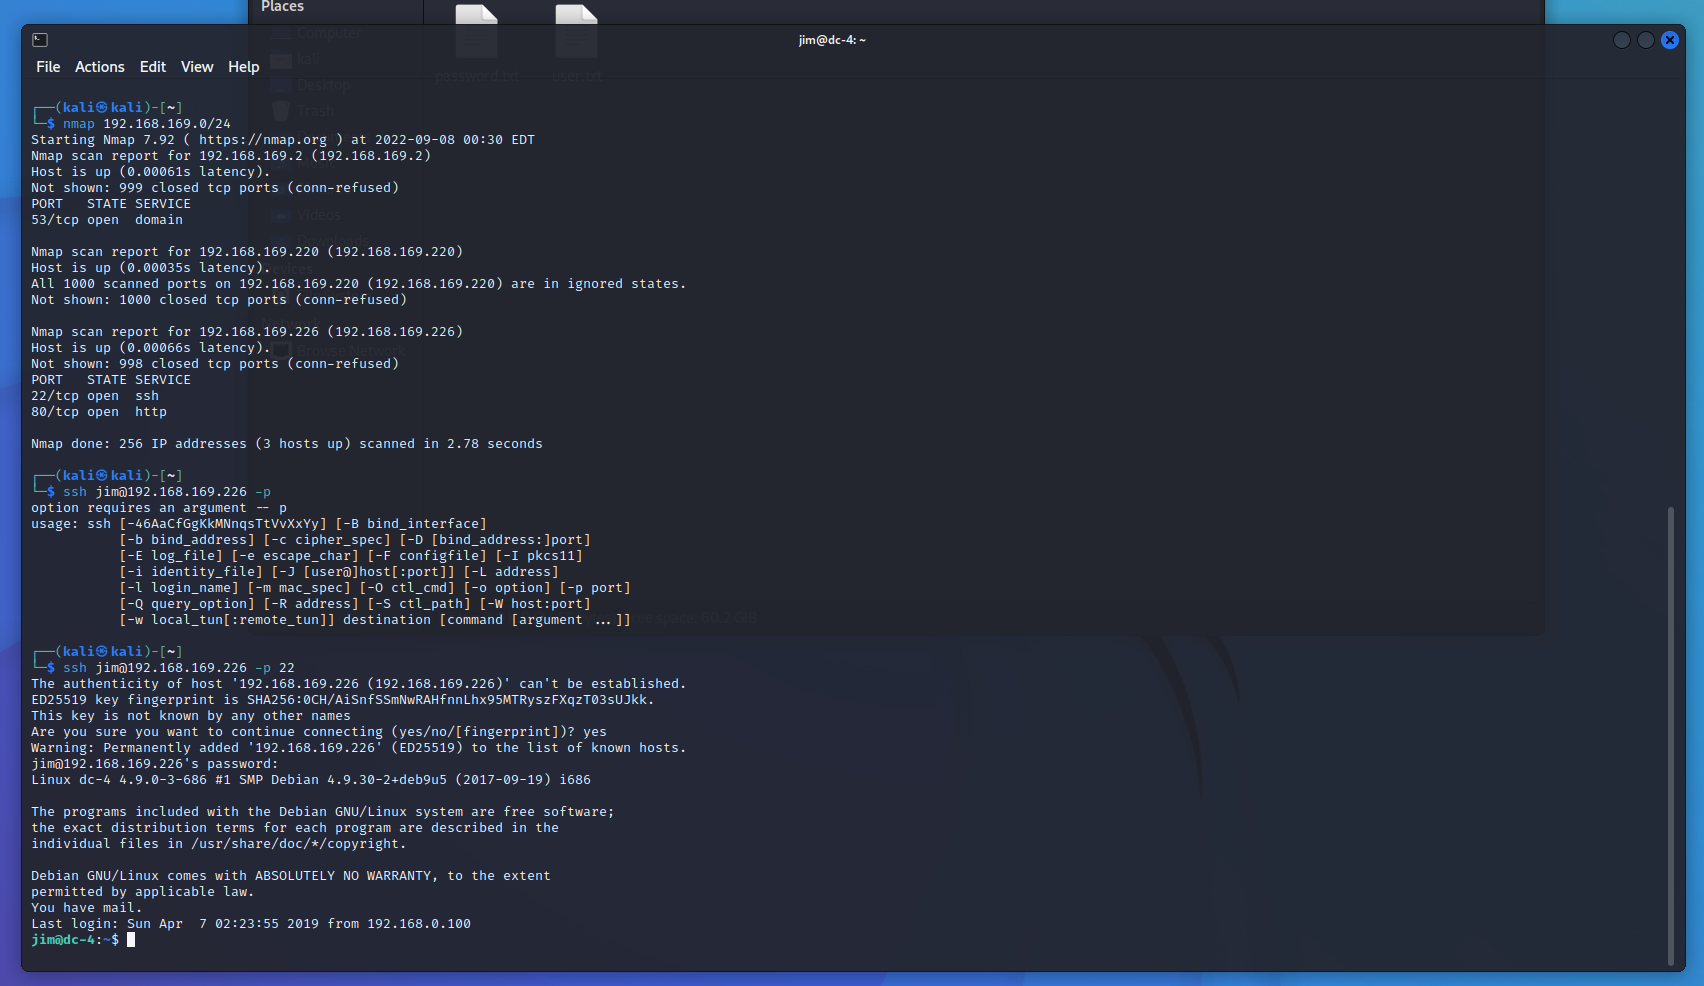 Places
Computer
kali
password.txt
user.txt
Desktop
Trash
Videos
Browse Network
jim@dc-4: ~
File Actions Edit View Help
┌──(kali㉿kali)-[~]
└─$ nmap 192.168.169.0/24
Starting Nmap 7.92 ( https://nmap.org ) at 2022-09-08 00:30 EDT
Nmap scan report for 192.168.169.2 (192.168.169.2)
Host is up (0.00061s latency).
Not shown: 999 closed tcp ports (conn-refused)
PORT   STATE SERVICE
53/tcp open  domain
Nmap scan report for 192.168.169.220 (192.168.169.220)
Host is up (0.00035s latency).
All 1000 scanned ports on 192.168.169.220 (192.168.169.220) are in ignored states.
Not shown: 1000 closed tcp ports (conn-refused)
Nmap scan report for 192.168.169.226 (192.168.169.226)
Host is up (0.00066s latency).
Not shown: 998 closed tcp ports (conn-refused)
PORT   STATE SERVICE
22/tcp open  ssh
80/tcp open  http
Nmap done: 256 IP addresses (3 hosts up) scanned in 2.78 seconds
┌──(kali㉿kali)-[~]
└─$ ssh jim@192.168.169.226 -p
option requires an argument -- p
usage: ssh [-46AaCfGgKkMNnqsTtVvXxYy] [-B bind_interface]
           [-b bind_address] [-c cipher_spec] [-D [bind_address:]port]
           [-E log_file] [-e escape_char] [-F configfile] [-I pkcs11]
           [-i identity_file] [-J [user@]host[:port]] [-L address]
           [-l login_name] [-m mac_spec] [-O ctl_cmd] [-o option] [-p port]
           [-Q query_option] [-R address] [-S ctl_path] [-W host:port]
           [-w local_tun[:remote_tun]] destination [command [argument ...]]
┌──(kali㉿kali)-[~]
└─$ ssh jim@192.168.169.226 -p 22
The authenticity of host '192.168.169.226 (192.168.169.226)' can't be established.
ED25519 key fingerprint is SHA256:0CH/AiSnfSSmNwRAHfnnLhx95MTRyszFXqzT03sUJkk.
This key is not known by any other names
Are you sure you want to continue connecting (yes/no/[fingerprint])? yes
Warning: Permanently added '192.168.169.226' (ED25519) to the list of known hosts.
jim@192.168.169.226's password:
Linux dc-4 4.9.0-3-686 #1 SMP Debian 4.9.30-2+deb9u5 (2017-09-19) i686
The programs included with the Debian GNU/Linux system are free software;
the exact distribution terms for each program are described in the
individual files in /usr/share/doc/*/copyright.
Debian GNU/Linux comes with ABSOLUTELY NO WARRANTY, to the extent
permitted by applicable law.
You have mail.
Last login: Sun Apr  7 02:23:55 2019 from 192.168.0.100
jim@dc-4:~$